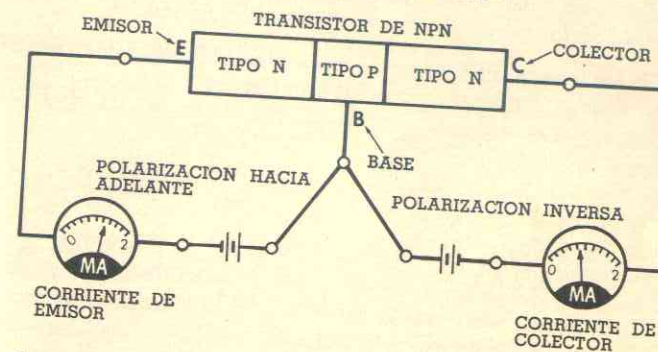 TRANSISTOR DE NPN
EMISOR
E
TIPO N
TIPO P
TIPO N
C
COLECTOR
B
BASE
POLARIZACION HACIA
ADELANTE
POLARIZACION INVERSA
0
2
MA
0
2
MA
CORRIENTE DE
EMISOR
CORRIENTE DE
COLECTOR